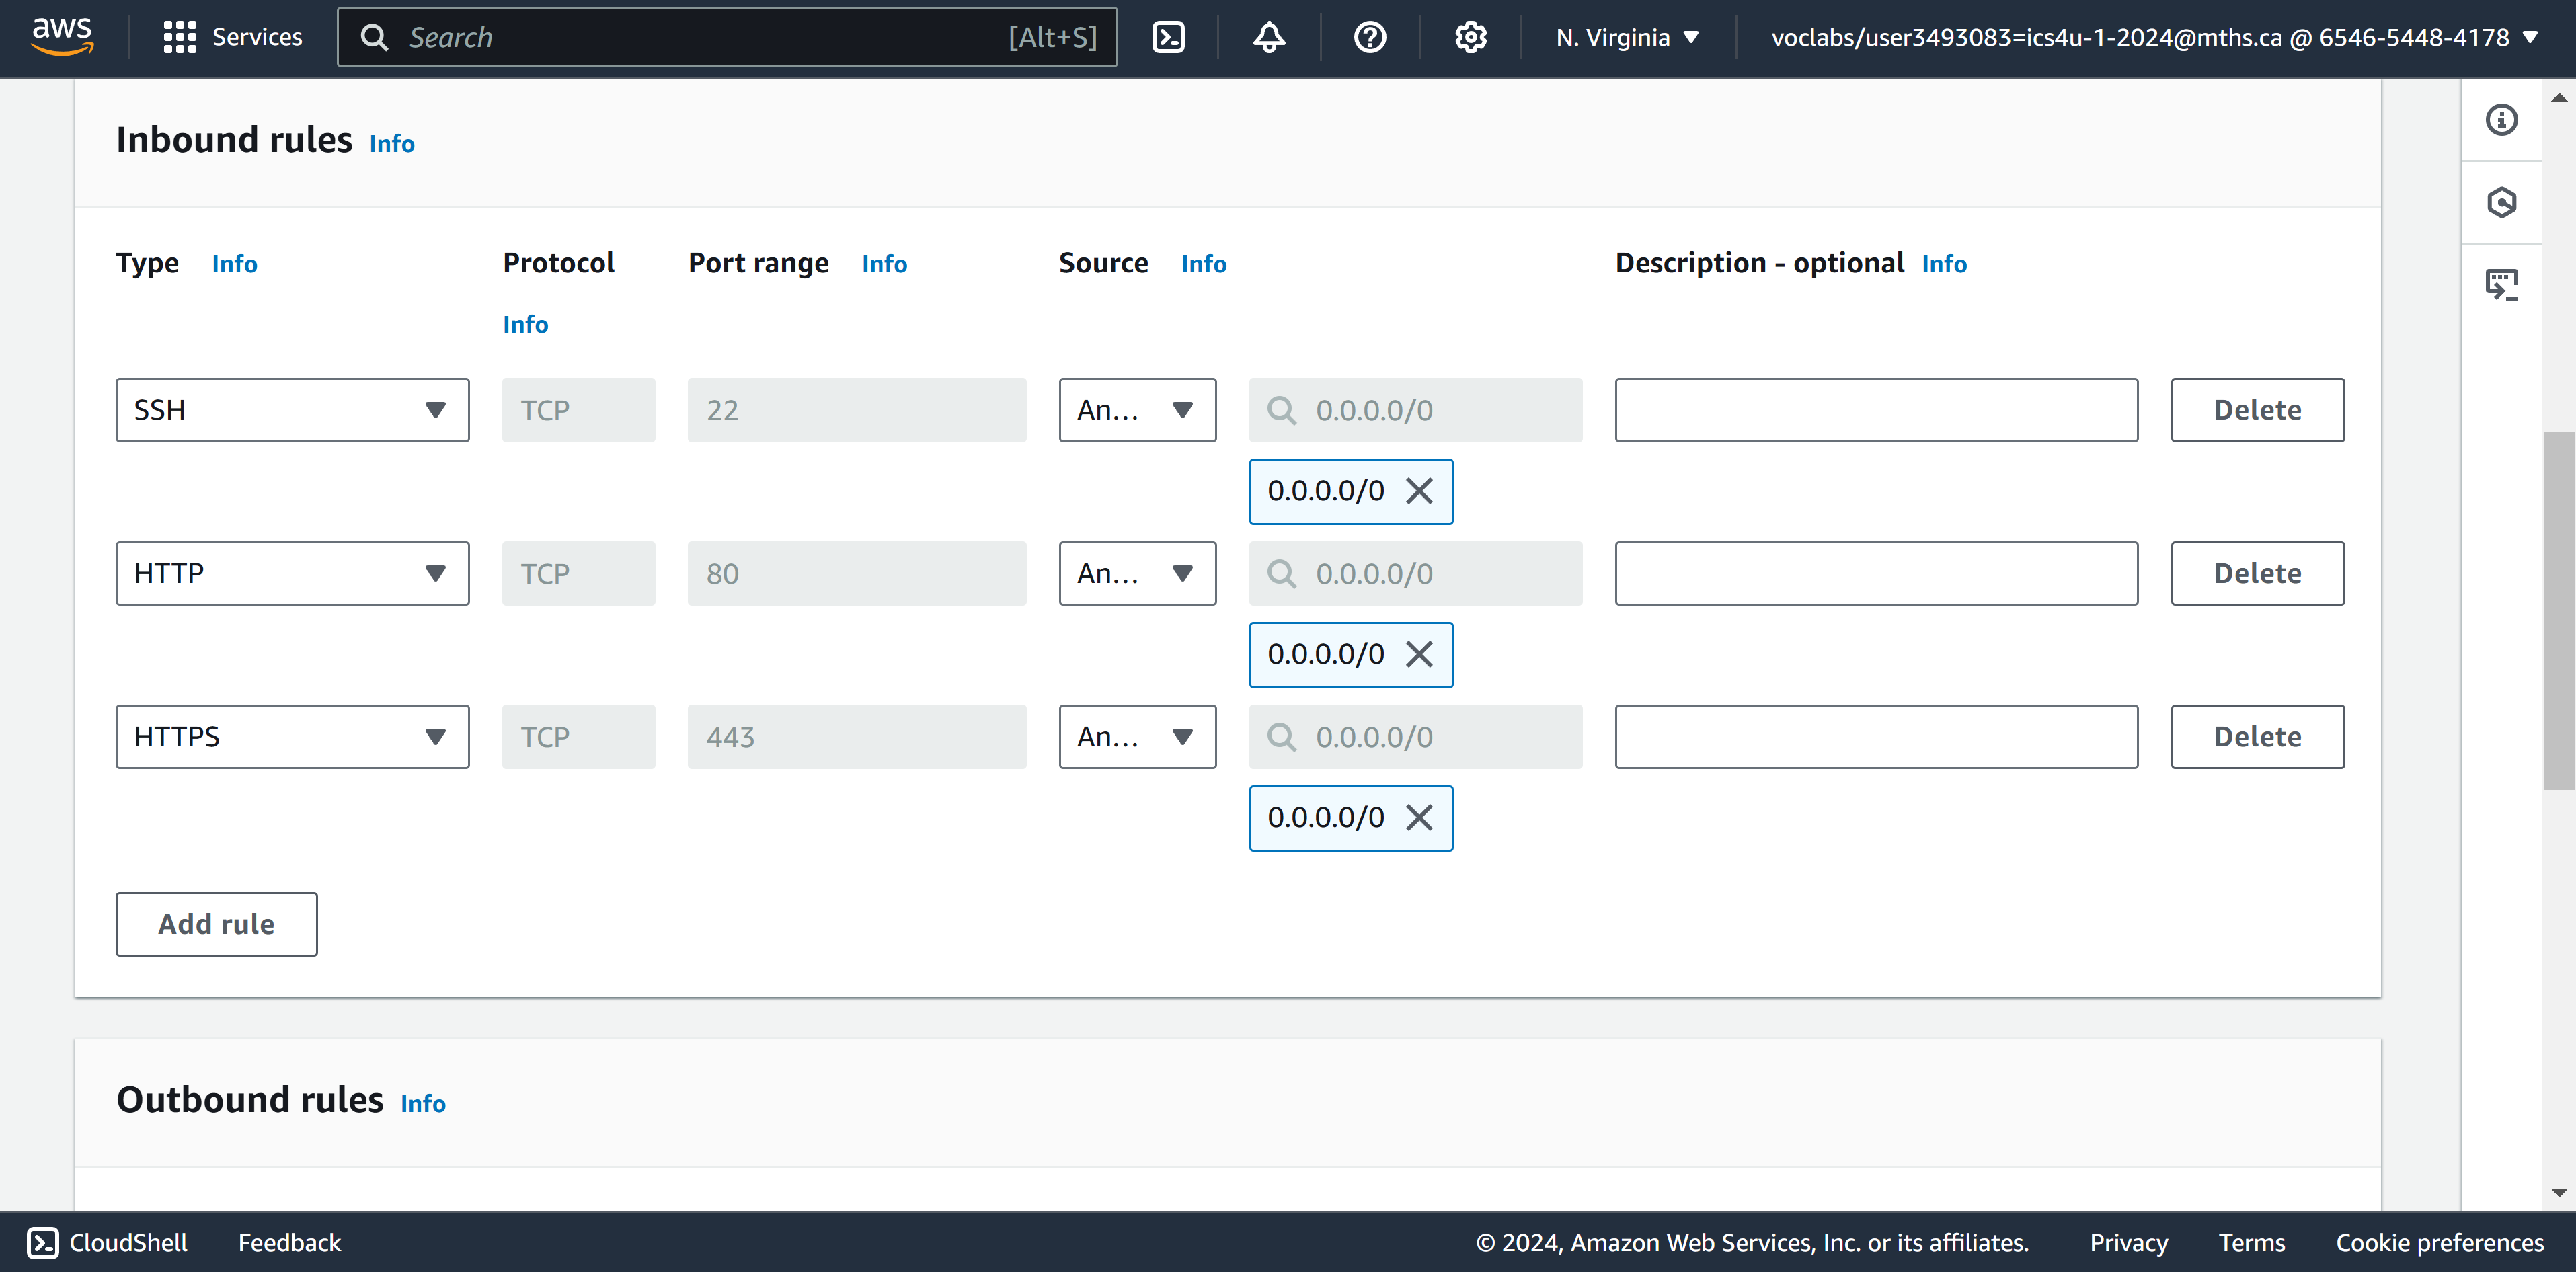 aws
Services
Search [Alt+S]
N. Virginia
voclabs/user3493083=ics4u-1-2024@mths.ca @ 6546-5448-4178
Inbound rules Info
Type Info
Protocol Info
Port range Info
Source Info
Description - optional Info
SSH TCP 22 An... 0.0.0.0/0 Delete
0.0.0.0/0
HTTP TCP 80 An... 0.0.0.0/0 Delete
0.0.0.0/0
HTTPS TCP 443 An... 0.0.0.0/0 Delete
0.0.0.0/0
Add rule
Outbound rules Info
CloudShell Feedback © 2024, Amazon Web Services, Inc. or its affiliates. Privacy Terms Cookie preferences